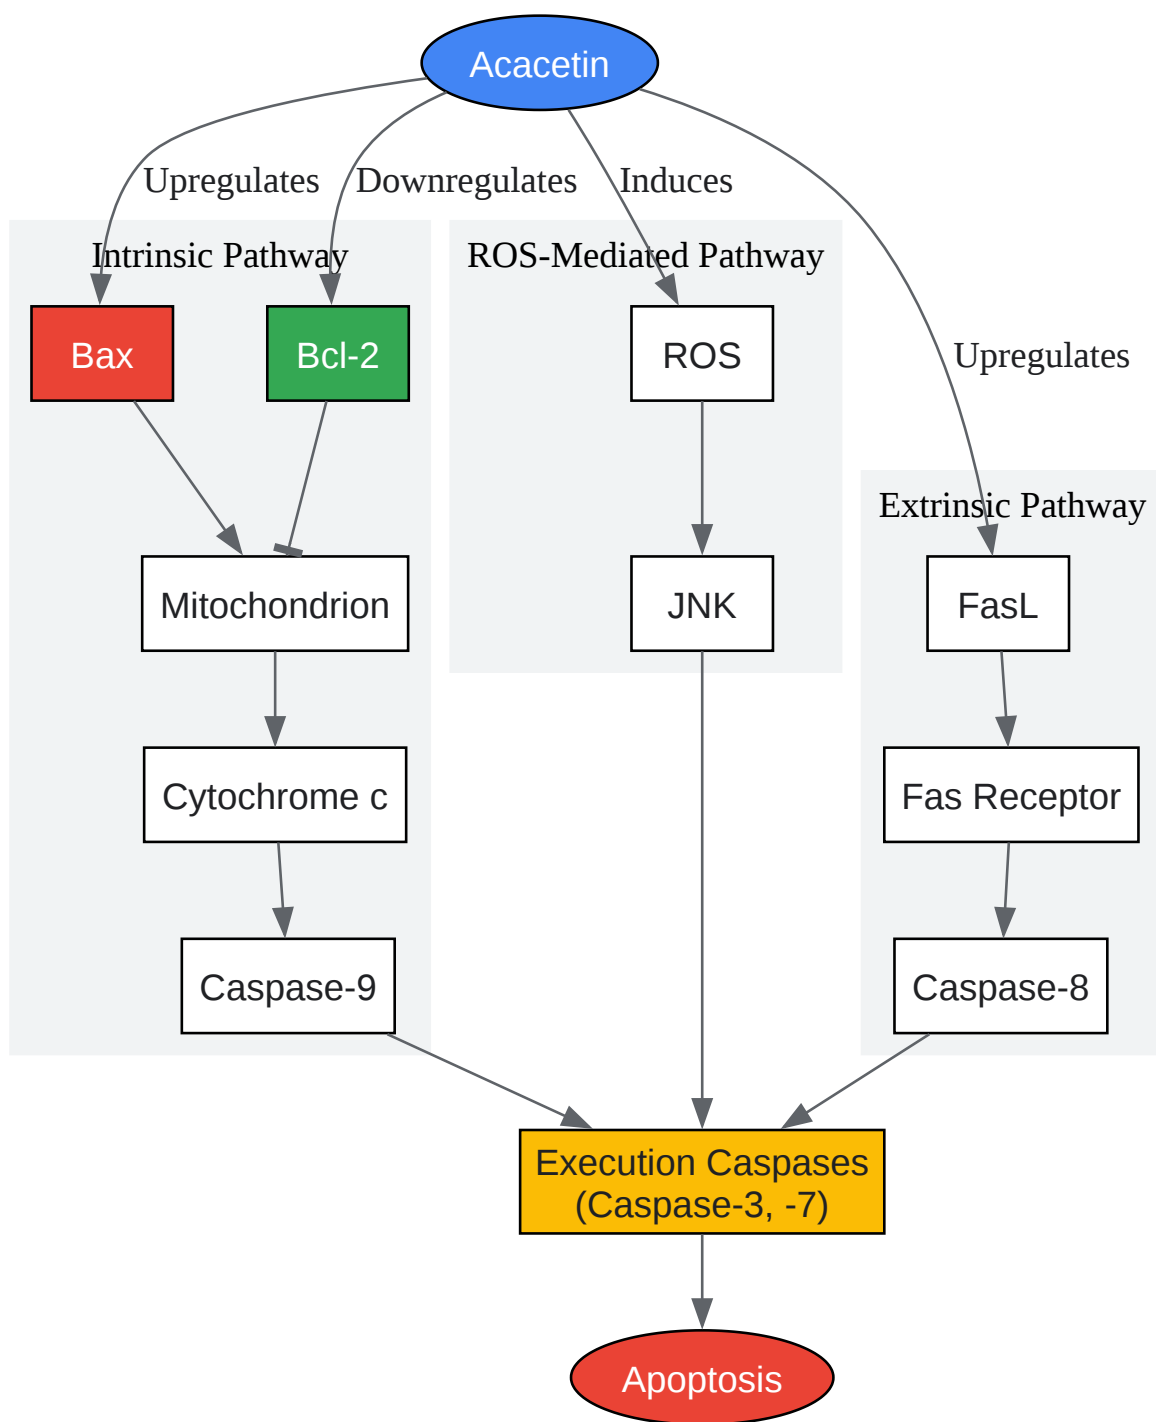 Acacetin
Upregulates
Downregulates
Induces
Intrinsic Pathway
ROS-Mediated Pathway
Bax
Bcl-2
ROS
Upregulates
Extrinsic Pathway
Mitochondrion
JNK
FasL
Cytochrome c
Fas Receptor
Caspase-9
Caspase-8
Execution Caspases
(Caspase-3, -7)
Apoptosis